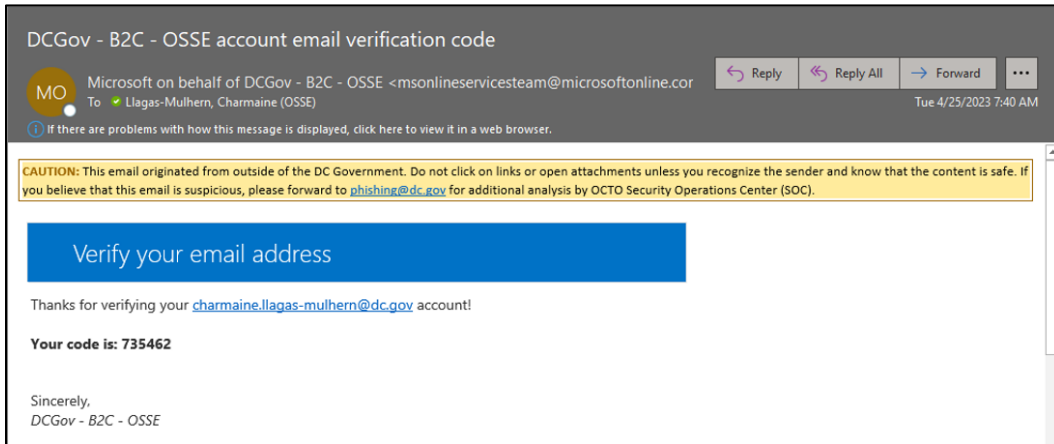 DCGov - B2C - OSSE account email verification code
MO
Microsoft on behalf of DCGov - B2C - OSSE <msonlineservicesteam@microsoftonline.cor
To Llagas-Mulhern, Charmaine (OSSE)
Reply
Reply All
Forward
...
Tue 4/25/2023 7:40 AM
If there are problems with how this message is displayed, click here to view it in a web browser.
CAUTION: This email originated from outside of the DC Government. Do not click on links or open attachments unless you recognize the sender and know that the content is safe. If
you believe that this email is suspicious, please forward to phishing@dc.gov for additional analysis by OCTO Security Operations Center (SOC).
Verify your email address
Thanks for verifying your charmaine.llagas-mulhern@dc.gov account!
Your code is: 735462
Sincerely,
DCGov - B2C - OSSE